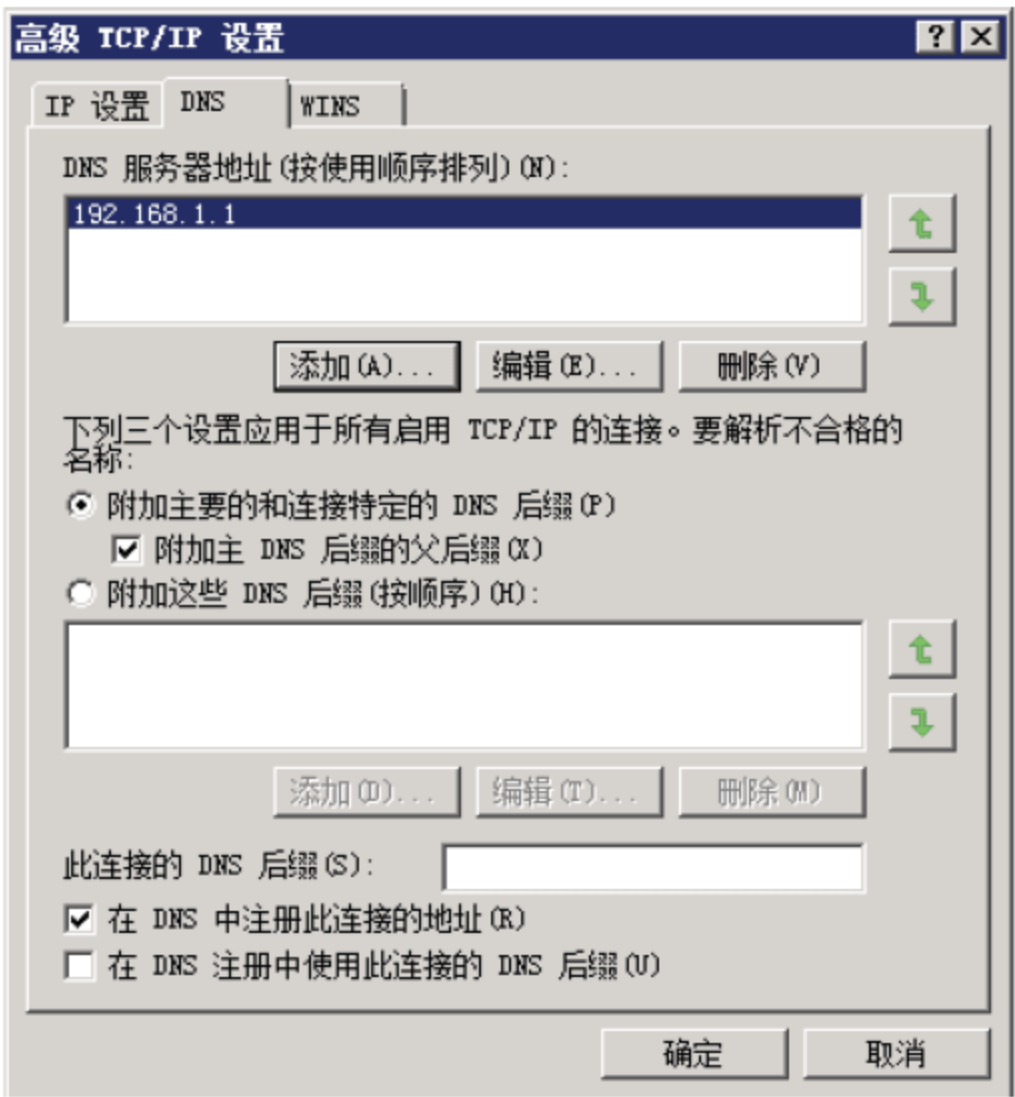 高级 TCP/IP 设置
IP 设置
DNS
WINS
DNS 服务器地址(按使用顺序排列)(N):
192.168.1.1
添加(A)...
编辑(E)...
删除(V)
下列三个设置应用于所有启用 TCP/IP 的连接。要解析不合格的
名称:
附加主要的和连接特定的 DNS 后缀(P)
附加主 DNS 后缀的父后缀(X)
附加这些 DNS 后缀(按顺序)(H):
添加(D)...
编辑(T)...
删除(M)
此连接的 DNS 后缀(S):
在 DNS 中注册此连接的地址(R)
在 DNS 注册中使用此连接的 DNS 后缀(U)
确定
取消